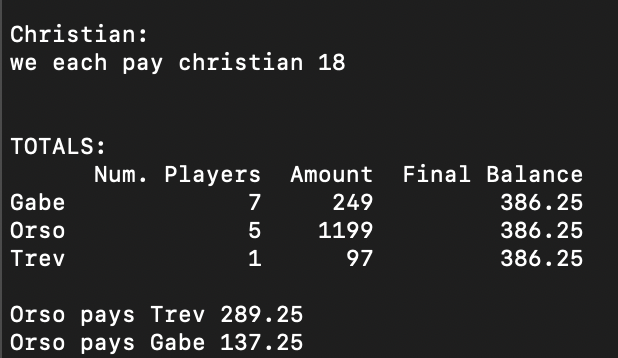 Christian:
we each pay christian 18
TOTALS:
Num. Players Amount Final Balance
Gabe 7 249 386.25
Orso 5 1199 386.25
Trev 1 97 386.25
Orso pays Trev 289.25
Orso pays Gabe 137.25